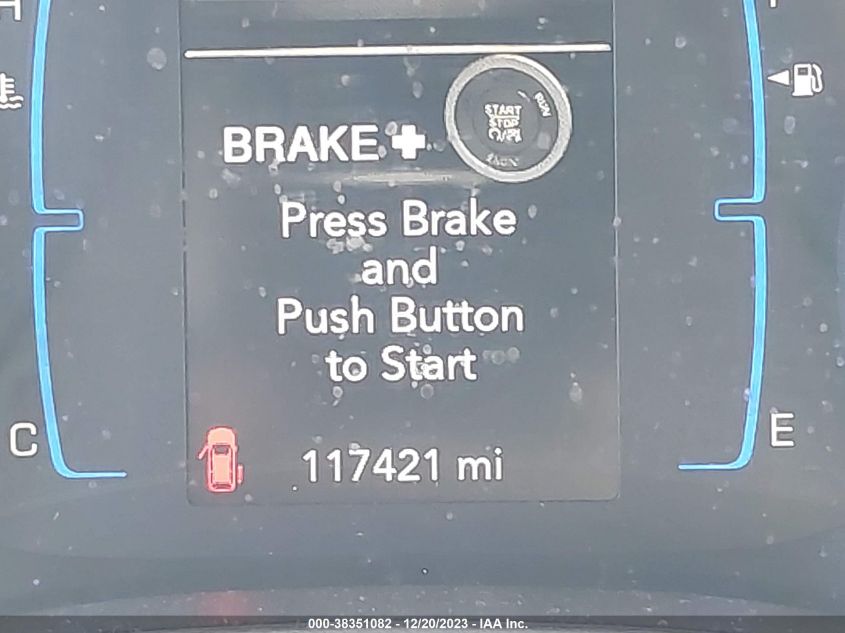 H
F
START
STOP
RUN
BRAKE +
Press Brake
and
Push Button
to Start
C
E
117421 mi
000-38351082 - 12/20/2023 - IAA Inc.